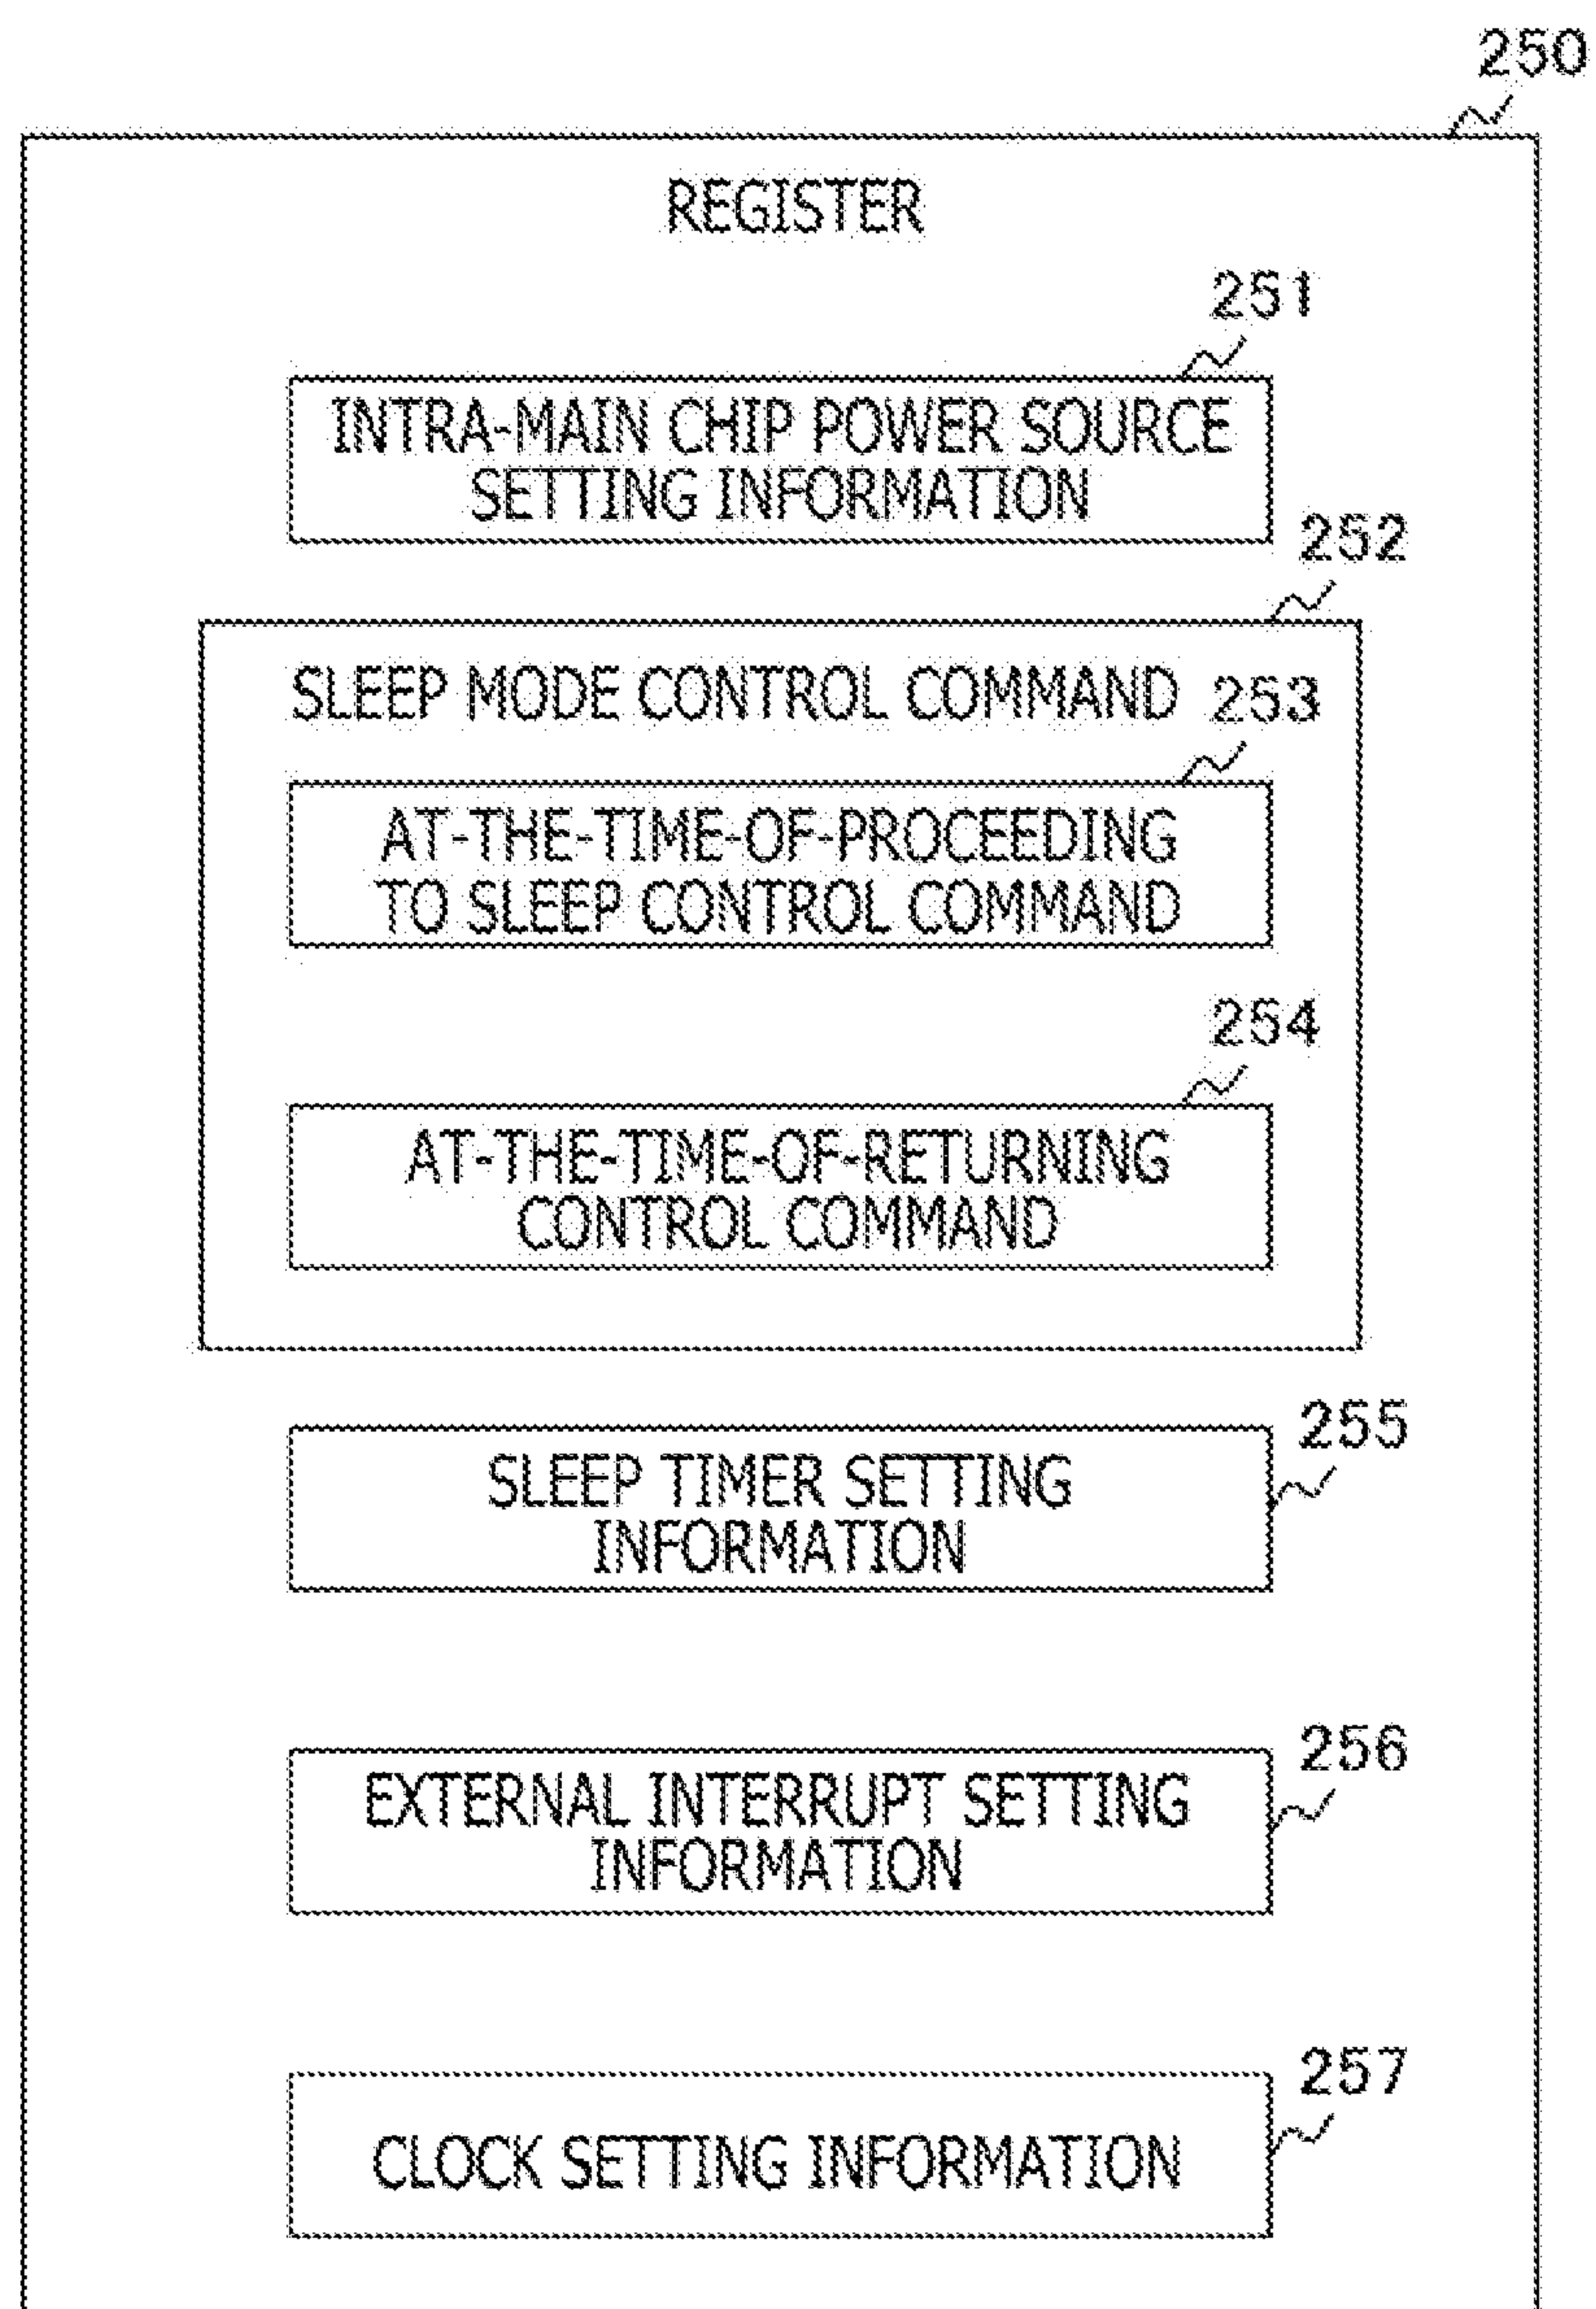 250
REGISTER
251
INTRA-MAIN CHIP POWER SOURCE
SETTING INFORMATION
252
SLEEP MODE CONTROL COMMAND 253
AT-THE-TIME-OF-PROCEEDING
TO SLEEP CONTROL COMMAND
254
AT-THE-TIME-OF-RETURNING
CONTROL COMMAND
255
SLEEP TIMER SETTING
INFORMATION
256
EXTERNAL INTERRUPT SETTING
INFORMATION
257
CLOCK SETTING INFORMATION